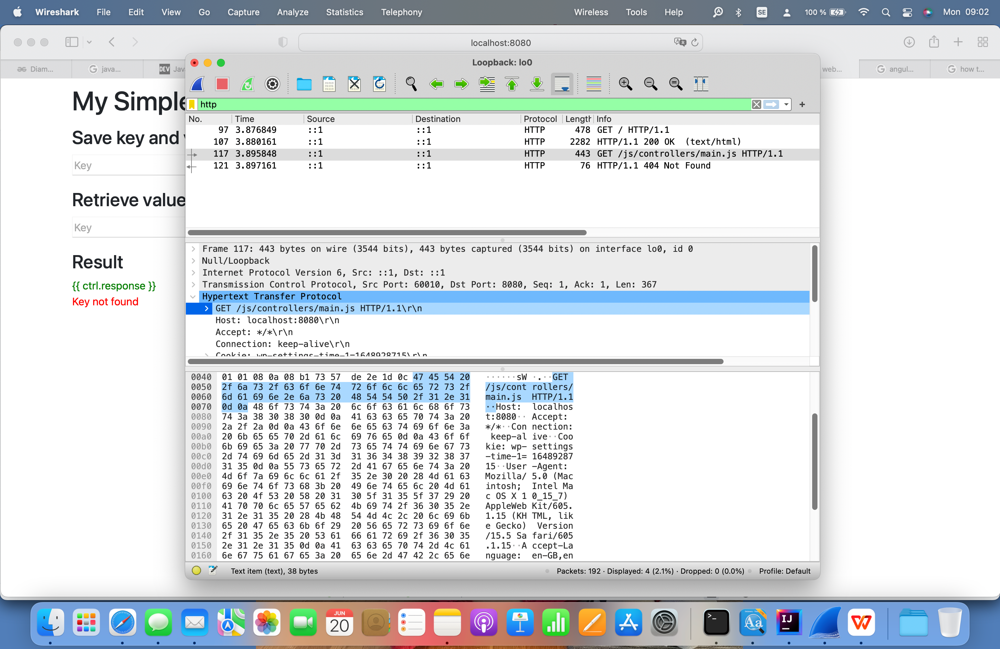 Wireshark File Edit View Go Capture Analyze Statistics Telephony Wireless Tools Help SE 100 % Mon 09:02
localhost:8080
Diam... java... DEV Jav web... angul... how t...
My Simple
Save key and
Key
Retrieve value
Key
Result
{{ ctrl.response }}
Key not found
Loopback: lo0
http
No. Time Source Destination Protocol Length Info
97 3.876849 ::1 ::1 HTTP 478 GET / HTTP/1.1
107 3.880161 ::1 ::1 HTTP 2282 HTTP/1.1 200 OK (text/html)
117 3.895848 ::1 ::1 HTTP 443 GET /js/controllers/main.js HTTP/1.1
121 3.897161 ::1 ::1 HTTP 76 HTTP/1.1 404 Not Found
Frame 117: 443 bytes on wire (3544 bits), 443 bytes captured (3544 bits) on interface lo0, id 0
Null/Loopback
Internet Protocol Version 6, Src: ::1, Dst: ::1
Transmission Control Protocol, Src Port: 60010, Dst Port: 8080, Seq: 1, Ack: 1, Len: 367
Hypertext Transfer Protocol
GET /js/controllers/main.js HTTP/1.1\r\n
Host: localhost:8080\r\n
Accept: */*\r\n
Connection: keep-alive\r\n
Cookie: wp-settings-time-1=1648928715\r\n
0040 01 01 08 0a 08 b1 73 57 de 2e 1d 0c 47 45 54 20 ······sW ·.··GET
0050 2f 6a 73 2f 63 6f 6e 74 72 6f 6c 6c 65 72 73 2f /js/cont rollers/
0060 6d 61 69 6e 2e 6a 73 20 48 54 54 50 2f 31 2e 31 main.js HTTP/1.1
0070 0d 0a 48 6f 73 74 3a 20 6c 6f 63 61 6c 68 6f 73 ··Host: localhos
0080 74 3a 38 30 38 30 0d 0a 41 63 63 65 70 74 3a 20 t:8080·· Accept:
0090 2a 2f 2a 0d 0a 43 6f 6e 6e 65 63 74 69 6f 6e 3a */*··Con nection:
00a0 20 6b 65 65 70 2d 61 6c 69 76 65 0d 0a 43 6f 6f keep-al ive··Coo
00b0 6b 69 65 3a 20 77 70 2d 73 65 74 74 69 6e 67 73 kie: wp- settings
00c0 2d 74 69 6d 65 2d 31 3d 31 36 34 38 39 32 38 37 -time-1= 16489287
00d0 31 35 0d 0a 55 73 65 72 2d 41 67 65 6e 74 3a 20 15··User -Agent:
00e0 4d 6f 7a 69 6c 6c 61 2f 35 2e 30 20 28 4d 61 63 Mozilla/ 5.0 (Mac
00f0 69 6e 74 6f 73 68 3b 20 49 6e 74 65 6c 20 4d 61 intosh; Intel Ma
0100 63 20 4f 53 20 58 20 31 30 5f 31 35 5f 37 29 20 c OS X 1 0_15_7)
0110 41 70 70 6c 65 57 65 62 4b 69 74 2f 36 30 35 2e AppleWeb Kit/605.
0120 31 2e 31 35 20 28 4b 48 54 4d 4c 2c 20 6c 69 6b 1.15 (KH TML, lik
0130 65 20 47 65 63 6b 6f 29 20 56 65 72 73 69 6f 6e e Gecko) Version
0140 2f 31 35 2e 35 20 53 61 66 61 72 69 2f 36 30 35 /15.5 Sa fari/605
0150 2e 31 2e 31 35 0d 0a 41 63 63 65 70 74 2d 4c 61 .1.15··A ccept-La
0160 6e 67 75 61 67 65 3a 20 65 6e 2d 47 42 2c 65 6e nguage: en-GB,en
Text item (text), 38 bytes Packets: 192 · Displayed: 4 (2.1%) · Dropped: 0 (0.0%) Profile: Default
JUN
20
>_
Aa
IJ
W